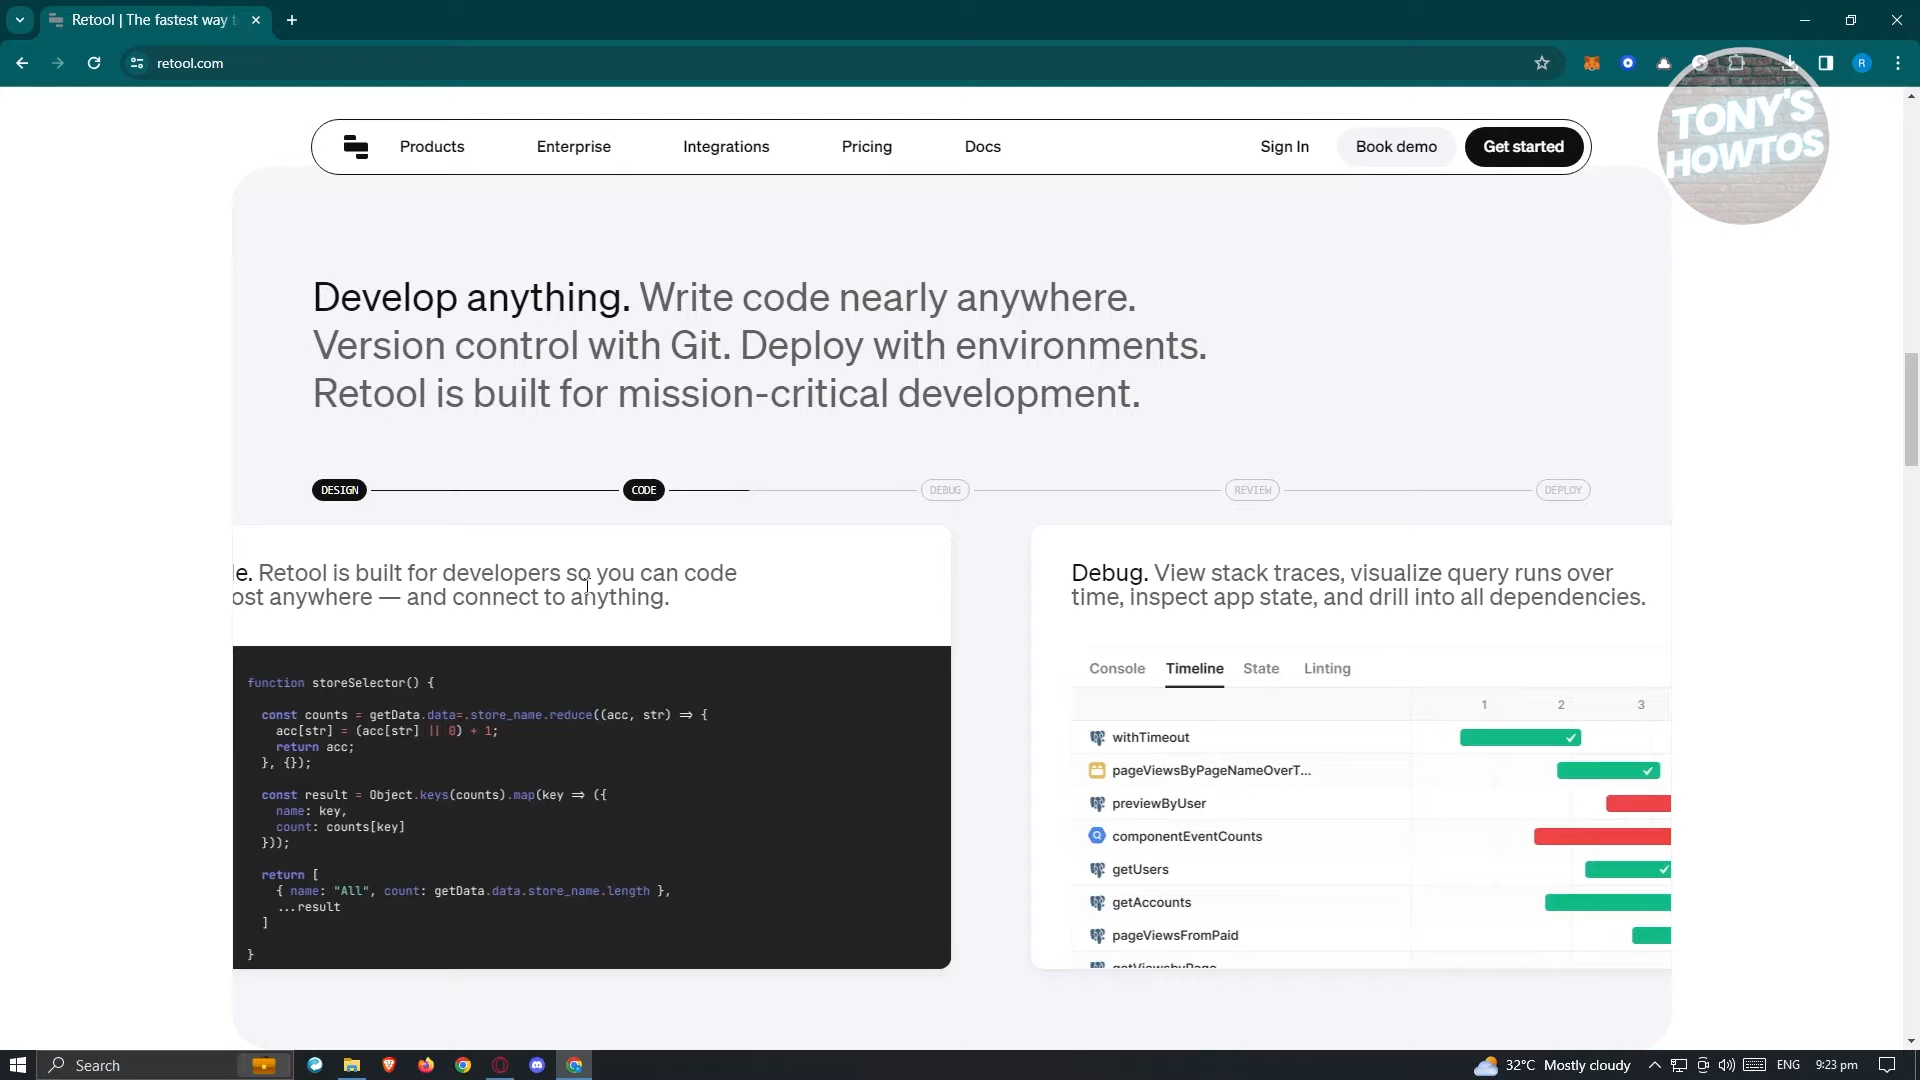 Retool | The fastest way t
retool.com
R
TONY'S
HOWTOS
Products
Enterprise
Integrations
Pricing
Docs
Sign In
Book demo
Get started
Develop anything. Write code nearly anywhere.
Version control with Git. Deploy with environments.
Retool is built for mission-critical development.
DESIGN
CODE
DEBUG
REVIEW
DEPLOY
e. Retool is built for developers so you can code
ost anywhere — and connect to anything.
function storeSelector() {
const counts = getData.data=.store_name.reduce((acc, str) => {
acc[str] = (acc[str] || 0) + 1;
return acc;
}, {});
const result = Object.keys(counts).map(key => ({
name: key,
count: counts[key]
}));
return [
{ name: "All", count: getData.data.store_name.length },
...result
]
}
Debug. View stack traces, visualize query runs over
time, inspect app state, and drill into all dependencies.
Console
Timeline
State
Linting
1
2
3
withTimeout
pageViewsByPageNameOverT...
previewByUser
componentEventCounts
getUsers
getAccounts
pageViewsFromPaid
getViewsbyPage
Search
32°C Mostly cloudy
ENG
9:23 pm